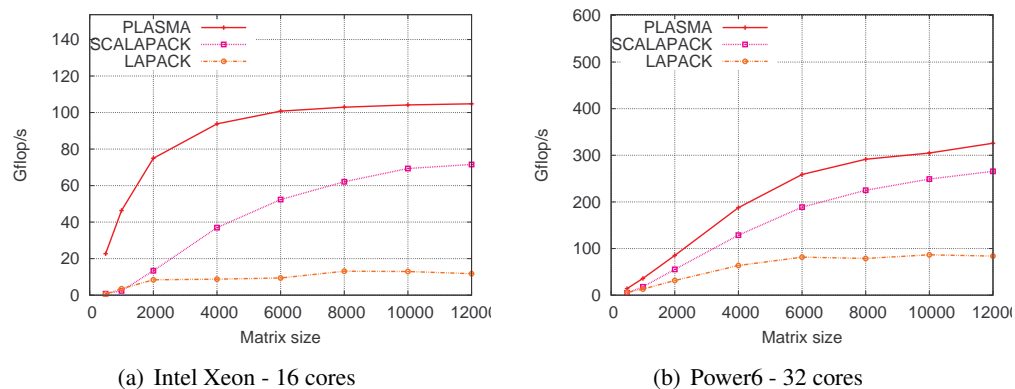 140
120
100
80
60
40
20
0
Gflop/s
PLASMA
SCALAPACK
LAPACK
0 2000 4000 6000 8000 10000 12000
Matrix size
(a) Intel Xeon - 16 cores
600
500
400
300
200
100
0
Gflop/s
PLASMA
SCALAPACK
LAPACK
0 2000 4000 6000 8000 10000 12000
Matrix size
(b) Power6 - 32 cores